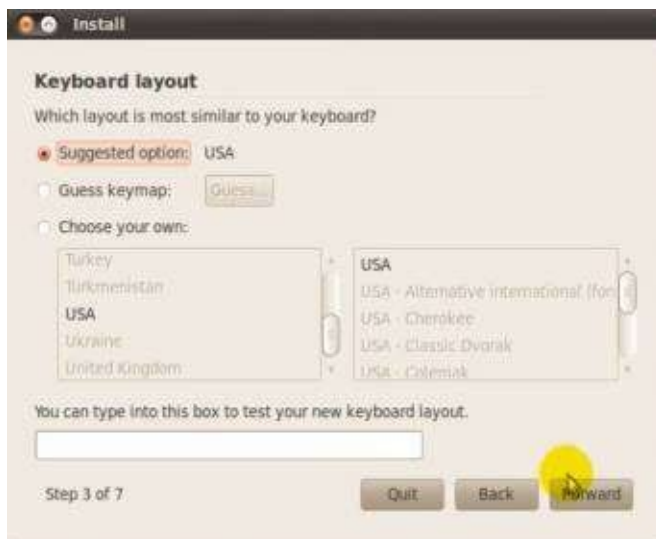 Install
Keyboard layout
Which layout is most similar to your keyboard?
Suggested option: USA
Guess keymap: Guess...
Choose your own:
Turkey
Turkmenistan
USA
Ukraine
United Kingdom
USA
USA - Alternative international (for
USA - Cherokee
USA - Classic Dvorak
USA - Colemak
You can type into this box to test your new keyboard layout.
Step 3 of 7
Quit
Back
Forward